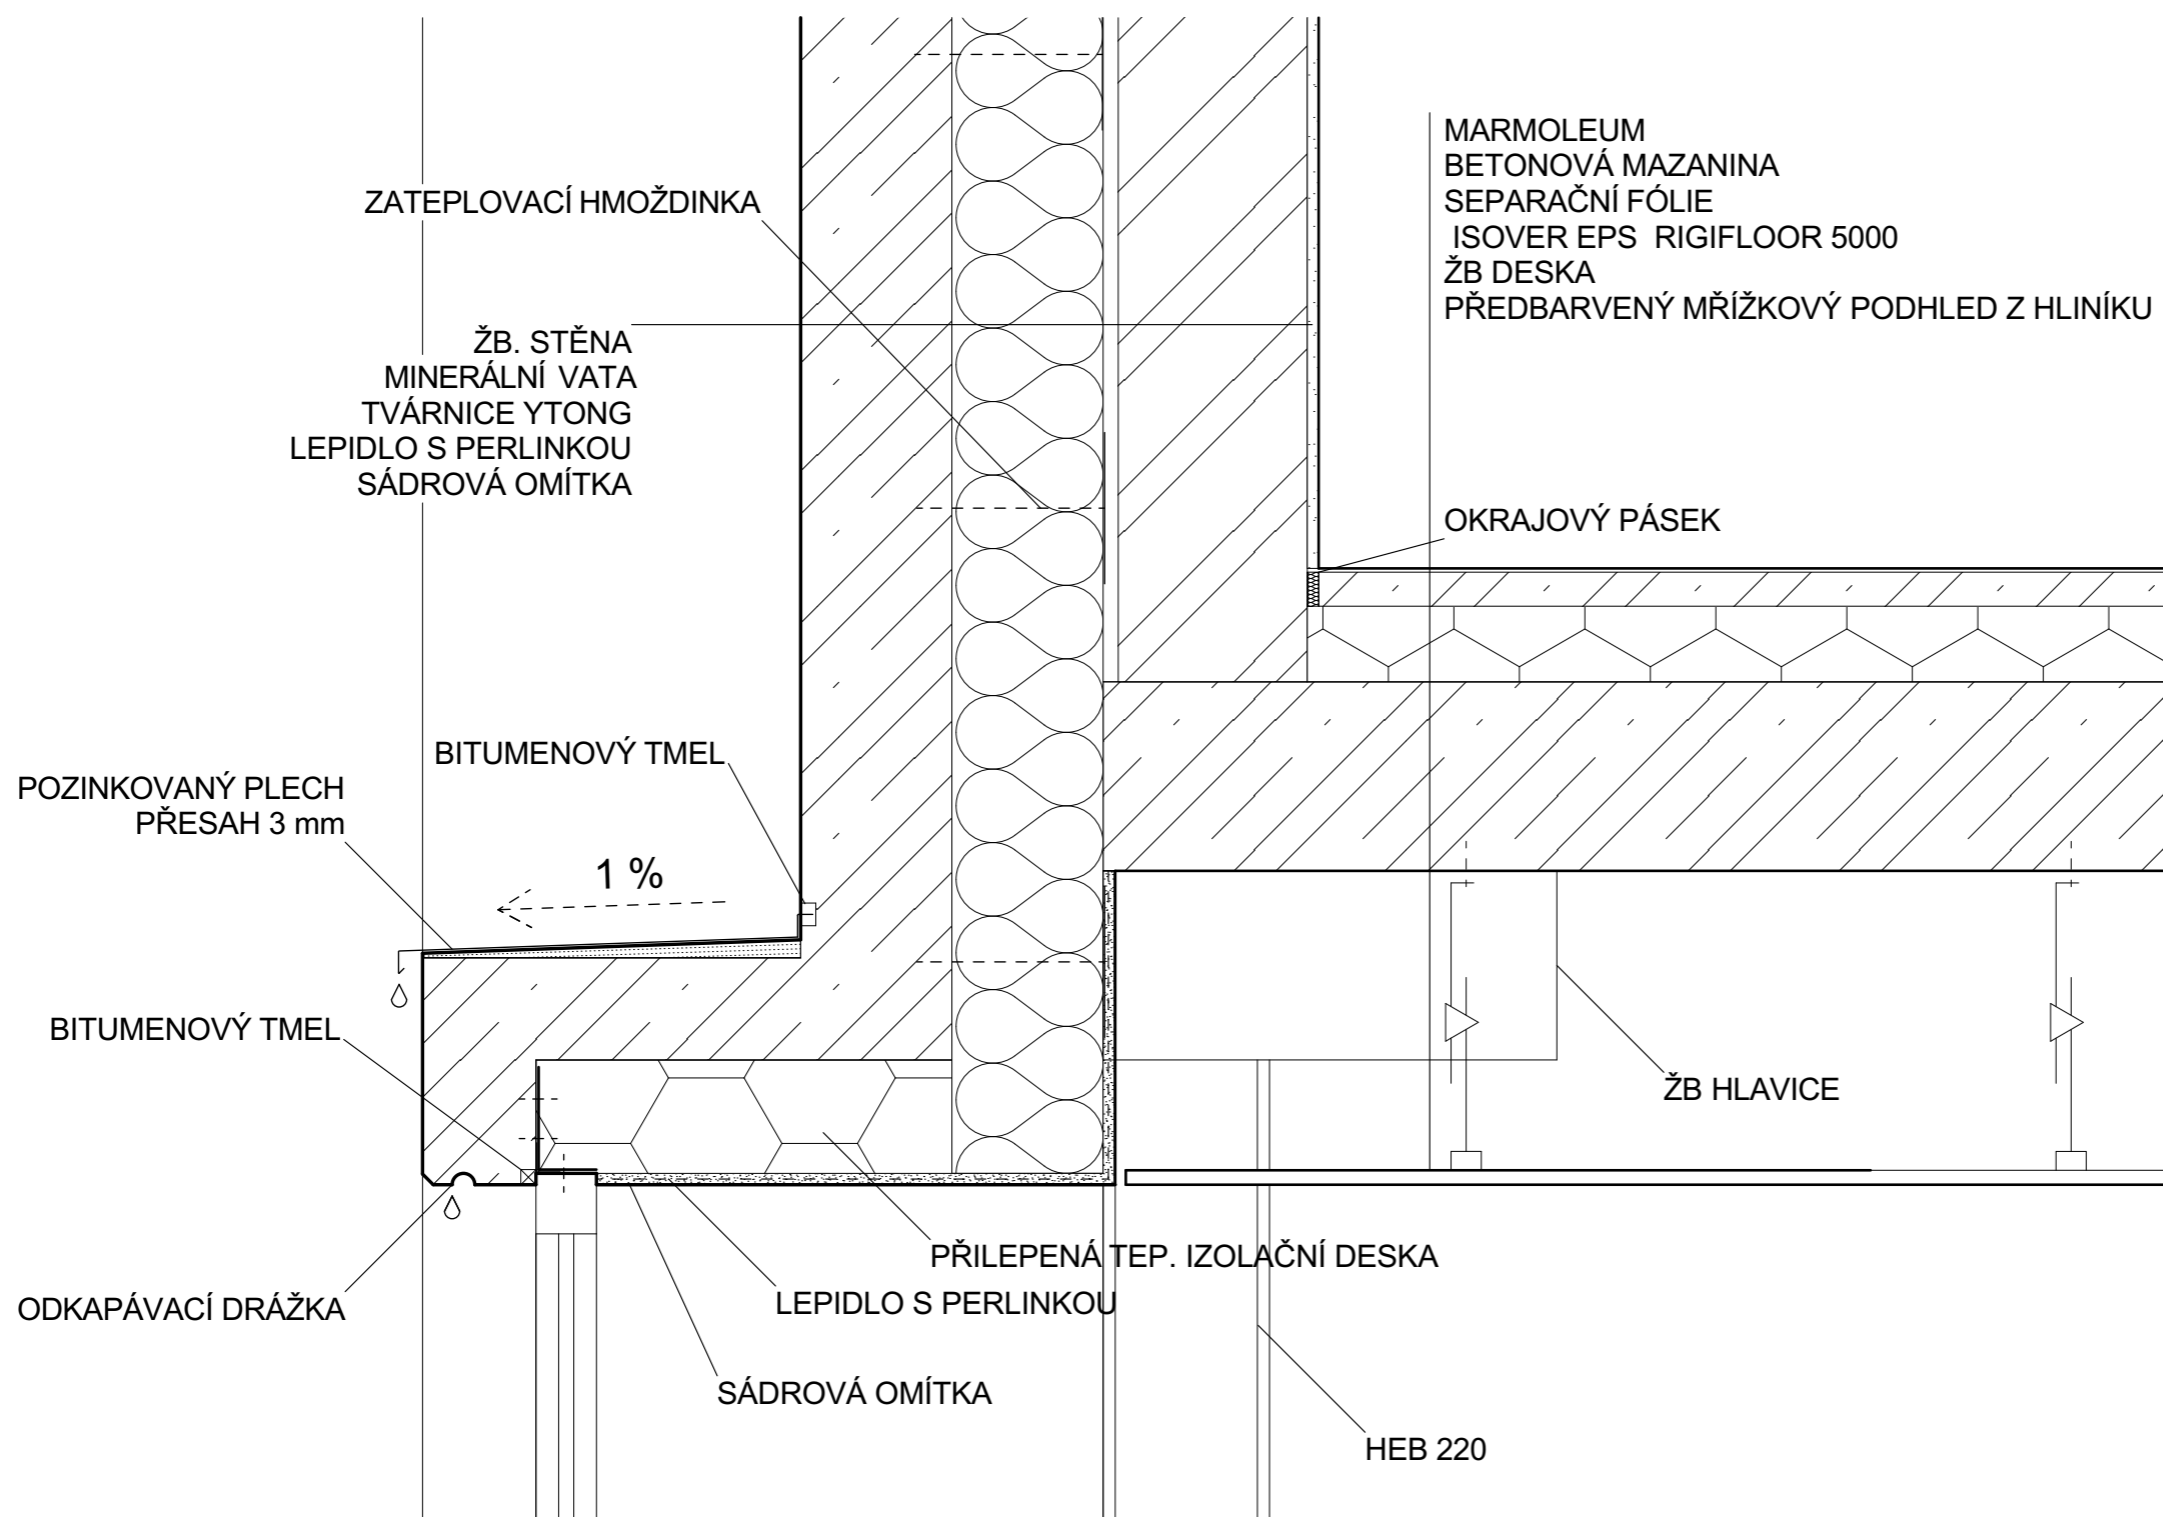 MARMOLEUM
BETONOVÁ MAZANINA
SEPARAČNÍ FÓLIE
ISOVER EPS RIGIFLOOR 5000
ŽB DESKA
PŘEDBARVENÝ MŘÍŽKOVÝ PODHLED Z HLINÍKU
ZATEPLOVACÍ HMOŽDINKA
ŽB. STĚNA
MINERÁLNÍ VATA
TVÁRNICE YTONG
LEPIDLO S PERLINKOU
SÁDROVÁ OMÍTKA
OKRAJOVÝ PÁSEK
BITUMENOVÝ TMEL
POZINKOVANÝ PLECH
PŘESAH 3 mm
1 %
BITUMENOVÝ TMEL
ŽB HLAVICE
PŘILEPENÁ TEP. IZOLAČNÍ DESKA
LEPIDLO S PERLINKOU
ODKAPÁVACÍ DRÁŽKA
SÁDROVÁ OMÍTKA
HEB 220